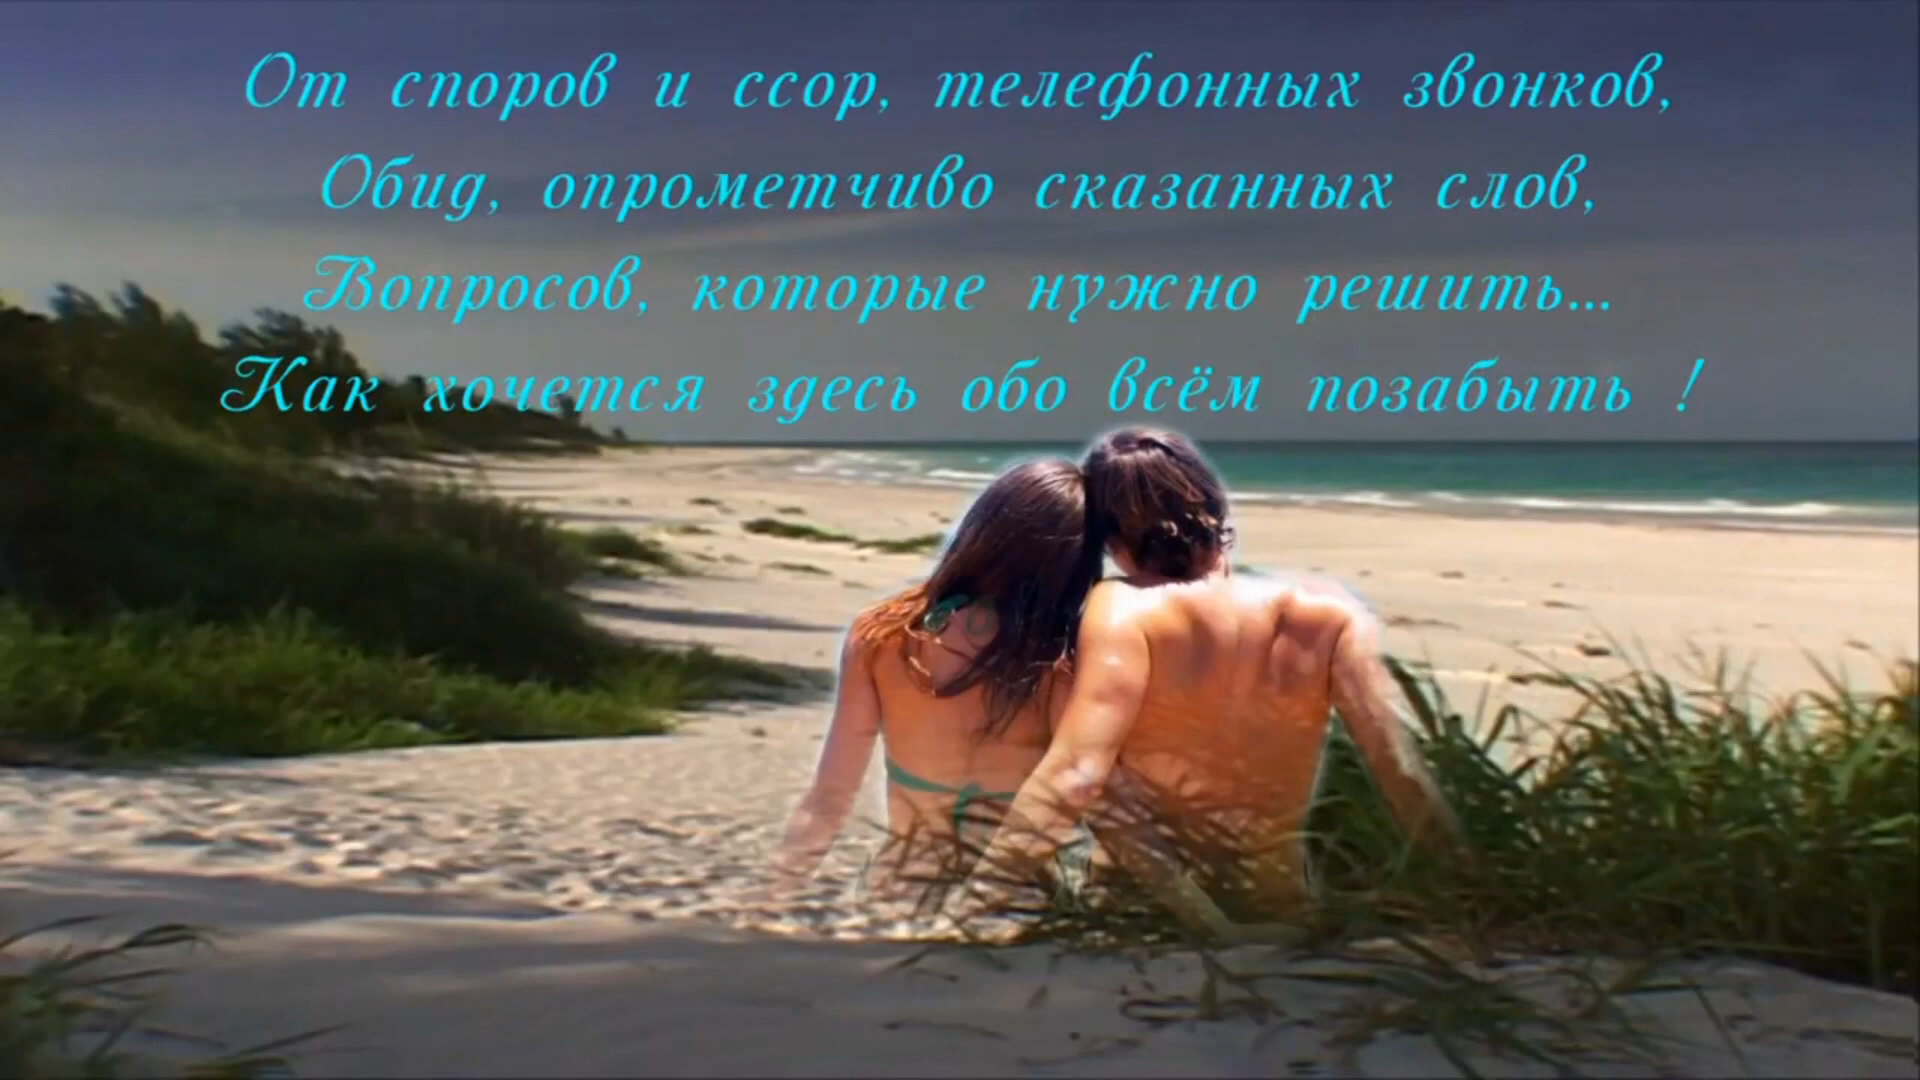 От споров и ссор, телефонных звонков,
Обид, опрометчиво сказанных слов,
Вопросов, которые нужно решить...
Как хочется здесь обо всём позабыть !